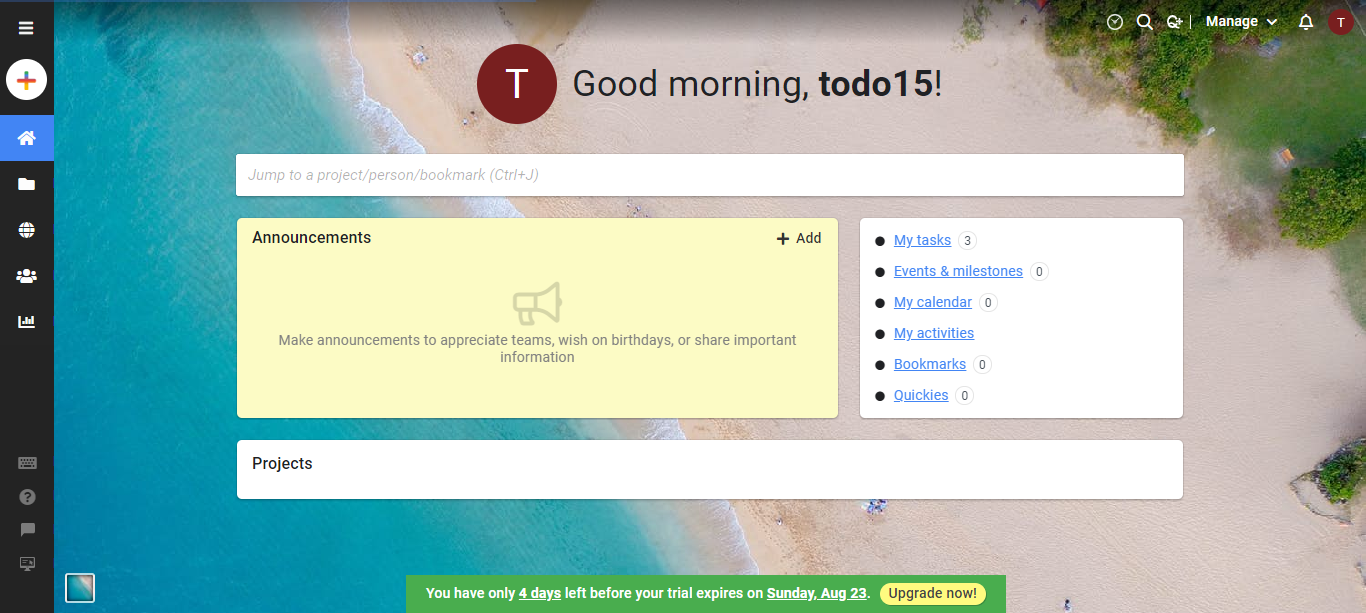 Manage
T
T
Good morning, todo15!
Jump to a project/person/bookmark (Ctrl+J)
Announcements
Add
Make announcements to appreciate teams, wish on birthdays, or share important
information
My tasks 3
Events & milestones 0
My calendar 0
My activities
Bookmarks 0
Quickies 0
Projects
You have only 4 days left before your trial expires on Sunday, Aug 23. Upgrade now!